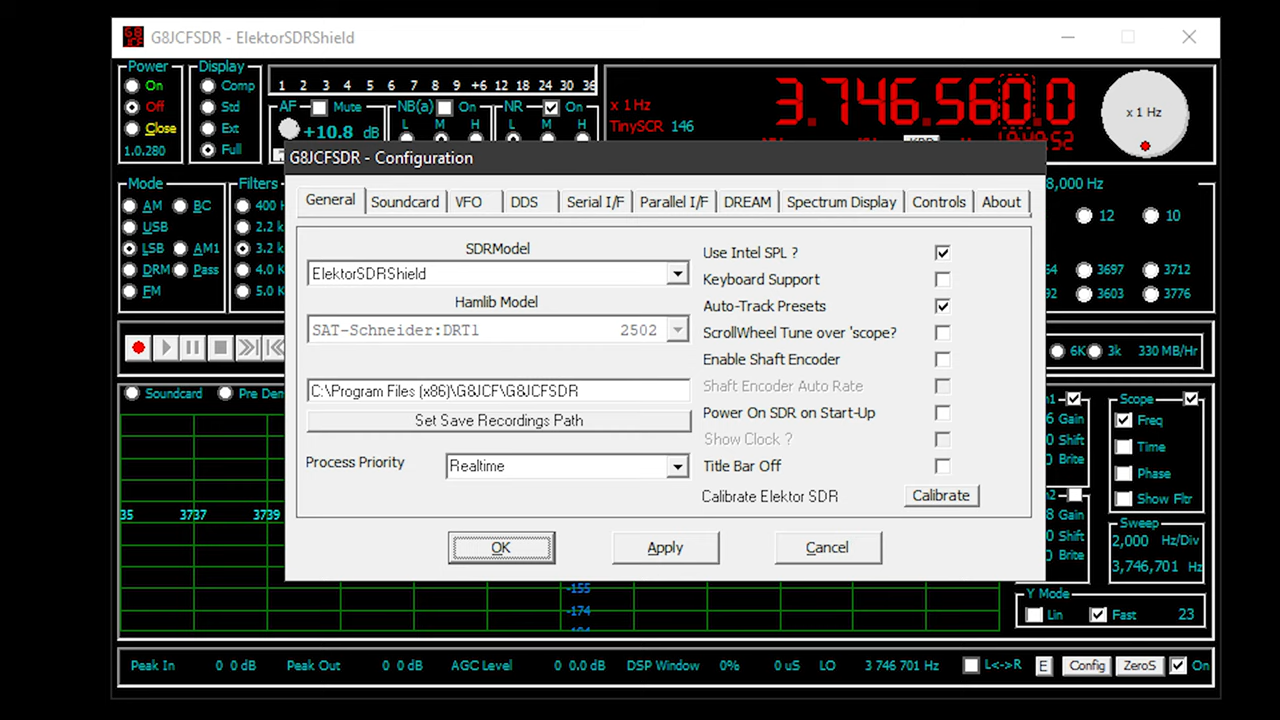 G8JCFSDR - ElektorSDRShield
Power
On
Off
Close
1.0.280
Display
Comp
Std
Ext
Full
1 2 3 4 5 6 7 8 9 +6 12 18 24 30 36
AF Mute
+10.8 dB
NB(a) On
L M H
NR On
L M H
x 1 Hz
TinySCR 146
3.746.560.0
x 1 Hz
G8JCFSDR - Configuration
General Soundcard VFO DDS Serial I/F Parallel I/F DREAM Spectrum Display Controls About
SDRModel
ElektorSDRShield
Hamlib Model
SAT-Schneider:DRT1 2502
C:\Program Files (x86)\G8JCF\G8JCFSDR
Set Save Recordings Path
Process Priority
Realtime
Use Intel SPL ?
Keyboard Support
Auto-Track Presets
ScrollWheel Tune over 'scope?
Enable Shaft Encoder
Shaft Encoder Auto Rate
Power On SDR on Start-Up
Show Clock ?
Title Bar Off
Calibrate Elektor SDR
Calibrate
OK
Apply
Cancel
Mode
AM
BC
USB
LSB
AM1
DRM
Pass
FM
Filters
400 H
2.2 k
3.2 k
4.0 K
5.0 K
8,000 Hz
12
10
64
3697
3712
92
3603
3776
6K
3k
330 MB/Hr
Soundcard
Pre Den
35 3737 3739
-155
-174
Gain
0 Shift
0 Brite
8 Gain
6 Shift
0 Brite
Scope
Freq
Time
Phase
Show Fltr
Sweep
2,000 Hz/Div
3,746,701 Hz
Y Mode
Lin
Fast
23
Peak In 0 0 dB Peak Out 0 0 dB AGC Level 0 0.0 dB DSP Window 0% 0 uS LO 3 746 701 Hz L<->R E Config ZeroS On